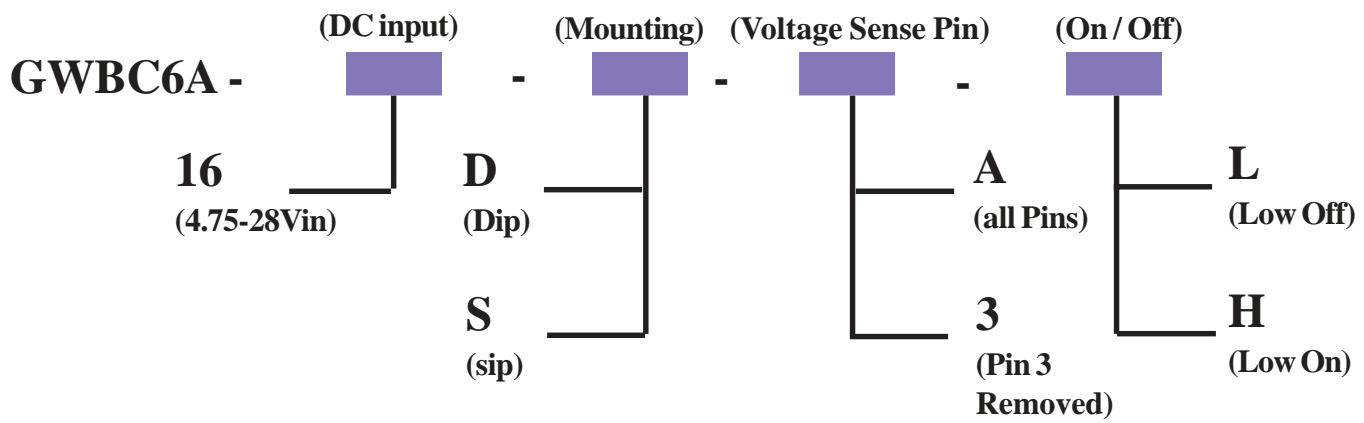 (DC input) (Mounting) (Voltage Sense Pin) (On / Off)
GWBC6A - - - -
16 D A L
(4.75-28Vin) (Dip) (all Pins) (Low Off)
S 3 H
(sip) (Pin 3 (Low On)
Removed)